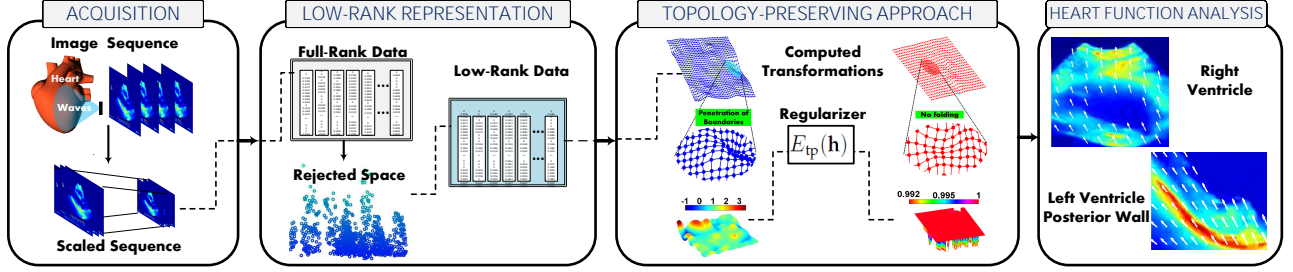 ACQUISITION
Image Sequence
Heart
Waves
Scaled Sequence
LOW-RANK REPRESENTATION
Full-Rank Data
Low-Rank Data
Rejected Space
TOPOLOGY-PRESERVING APPROACH
Computed
Transformations
Penetration of
Boundaries
No folding
Regularizer
E_tp(h)
-1 0 1 2 3
0.992 0.995 1
HEART FUNCTION ANALYSIS
Right
Ventricle
Left Ventricle
Posterior Wall